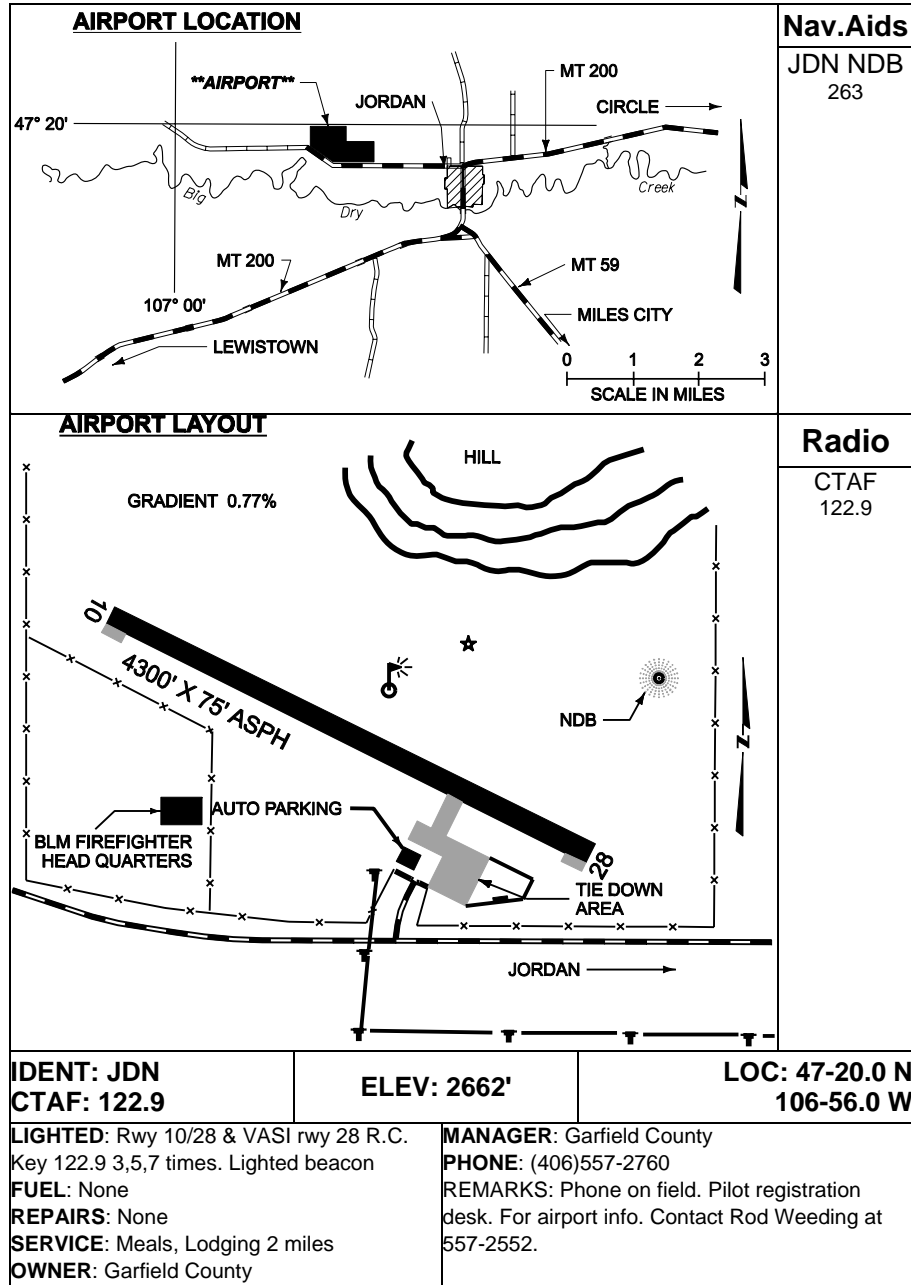 AIRPORT LOCATION
**AIRPORT**
JORDAN
MT 200
CIRCLE
47° 20'
Big
Dry
Creek
N
MT 200
MT 59
107° 00'
MILES CITY
LEWISTOWN
0 1 2 3
SCALE IN MILES
Nav.Aids
JDN NDB
263
AIRPORT LAYOUT
HILL
GRADIENT 0.77%
10
4300' X 75' ASPH
NDB
N
AUTO PARKING
BLM FIREFIGHTER
HEAD QUARTERS
28
TIE DOWN
AREA
JORDAN
Radio
CTAF
122.9
IDENT: JDN
CTAF: 122.9
ELEV: 2662'
LOC: 47-20.0 N
106-56.0 W
LIGHTED: Rwy 10/28 & VASI rwy 28 R.C.
Key 122.9 3,5,7 times. Lighted beacon
FUEL: None
REPAIRS: None
SERVICE: Meals, Lodging 2 miles
OWNER: Garfield County
MANAGER: Garfield County
PHONE: (406)557-2760
REMARKS: Phone on field. Pilot registration
desk. For airport info. Contact Rod Weeding at
557-2552.